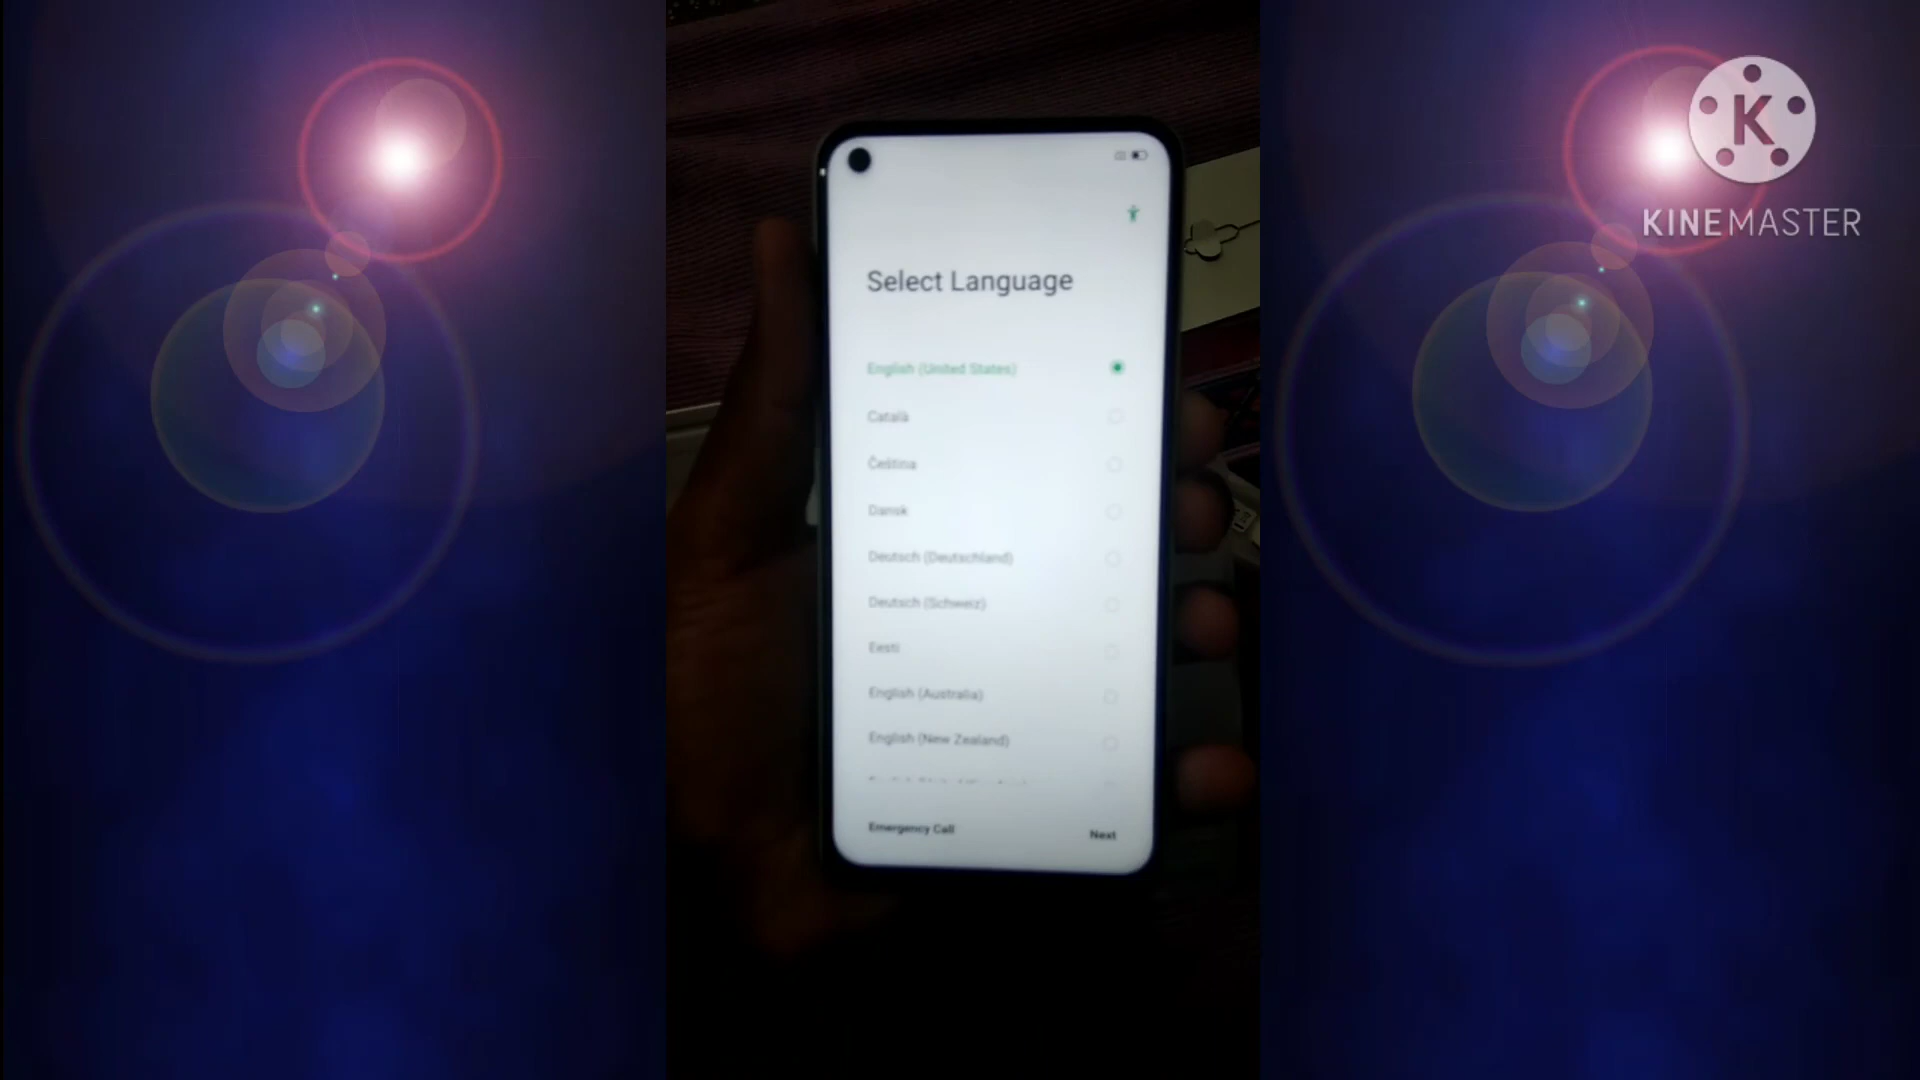 K
KINEMASTER
Select Language
English (United States)
Català
Čeština
Dansk
Deutsch (Deutschland)
Deutsch (Schweiz)
Eesti
English (Australia)
English (New Zealand)
Emergency Call
Next